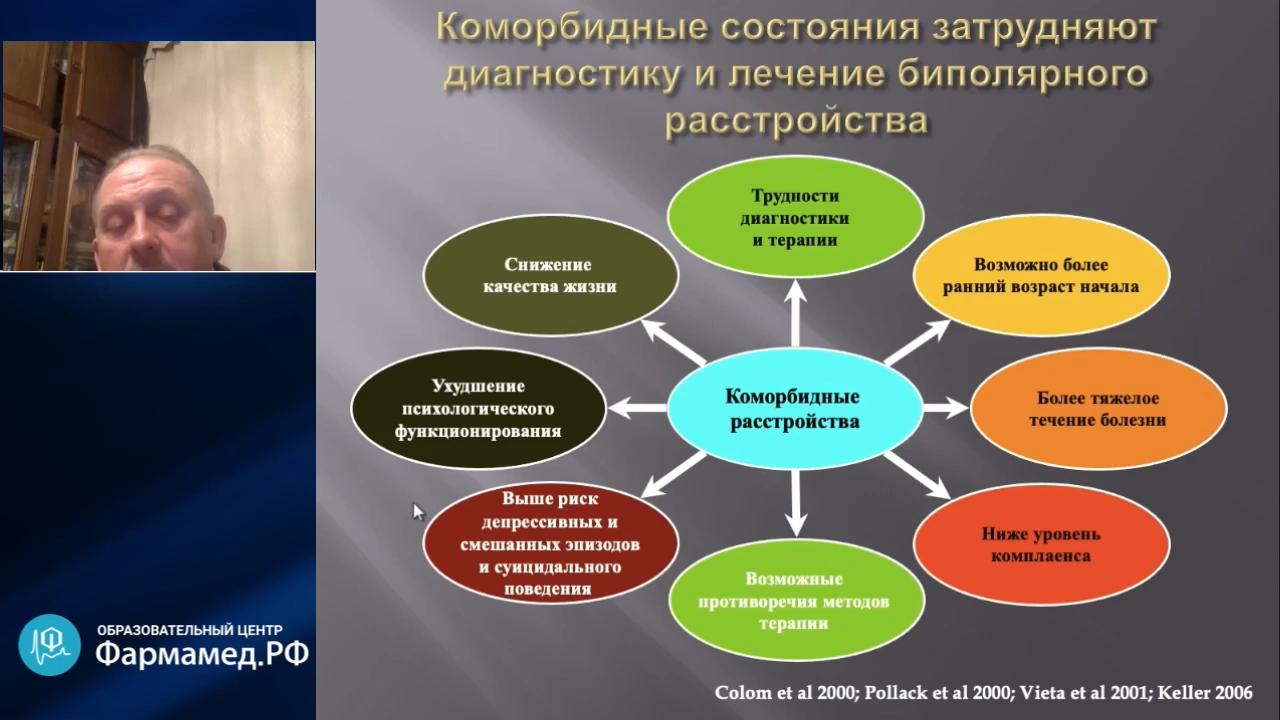 Коморбидные состояния затрудняют
диагностику и лечение биполярного
расстройства
Трудности
диагностики
и терапии
Снижение
качества жизни
Возможно более
ранний возраст начала
Ухудшение
психологического
функционирования
Коморбидные
расстройства
Более тяжелое
течение болезни
Выше риск
депрессивных и
смешанных эпизодов
и суицидального
поведения
Ниже уровень
комплаенса
Возможные
противоречия методов
терапии
ОБРАЗОВАТЕЛЬНЫЙ ЦЕНТР
Фармамед.РФ
Colom et al 2000; Pollack et al 2000; Vieta et al 2001; Keller 2006